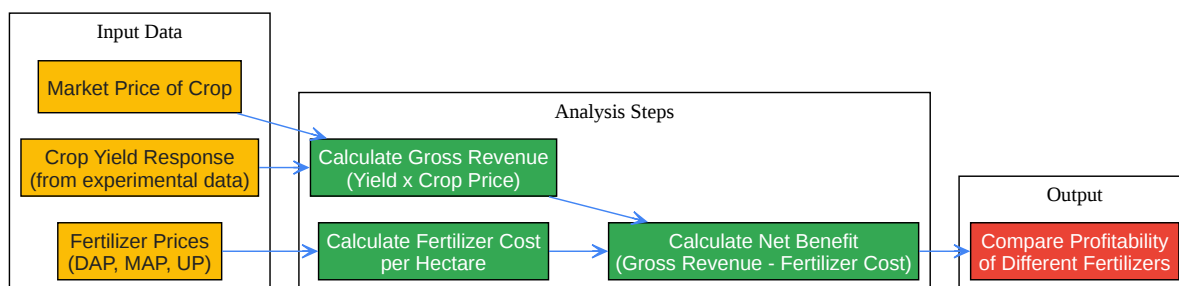 Input Data
Market Price of Crop
Crop Yield Response
(from experimental data)
Fertilizer Prices
(DAP, MAP, UP)
Analysis Steps
Calculate Gross Revenue
(Yield x Crop Price)
Calculate Fertilizer Cost
per Hectare
Calculate Net Benefit
(Gross Revenue - Fertilizer Cost)
Output
Compare Profitability
of Different Fertilizers